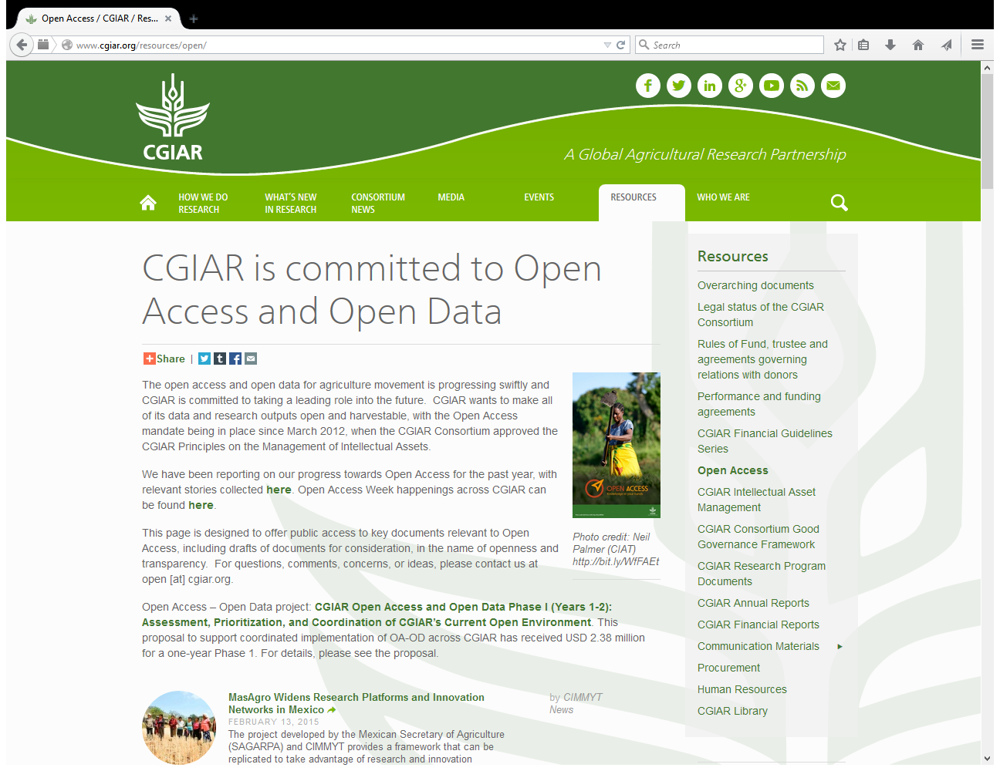 Open Access / CGIAR / Res...
www.cgiar.org/resources/open/
Search
CGIAR
A Global Agricultural Research Partnership
HOW WE DO
RESEARCH
WHAT'S NEW
IN RESEARCH
CONSORTIUM
NEWS
MEDIA
EVENTS
RESOURCES
WHO WE ARE
CGIAR is committed to Open
Access and Open Data
Share |
The open access and open data for agriculture movement is progressing swiftly and
CGIAR is committed to taking a leading role into the future.  CGIAR wants to make all
of its data and research outputs open and harvestable, with the Open Access
mandate being in place since March 2012, when the CGIAR Consortium approved the
CGIAR Principles on the Management of Intellectual Assets.
We have been reporting on our progress towards Open Access for the past year, with
relevant stories collected here. Open Access Week happenings across CGIAR can
be found here.
This page is designed to offer public access to key documents relevant to Open
Access, including drafts of documents for consideration, in the name of openness and
transparency.  For questions, comments, concerns, or ideas, please contact us at
open [at] cgiar.org.
OPEN ACCESS
Photo credit: Neil
Palmer (CIAT)
http://bit.ly/WfFAEt
Open Access – Open Data project: CGIAR Open Access and Open Data Phase I (Years 1-2):
Assessment, Prioritization, and Coordination of CGIAR's Current Open Environment. This
proposal to support coordinated implementation of OA-OD across CGIAR has received USD 2.38 million
for a one-year Phase 1. For details, please see the proposal.
MasAgro Widens Research Platforms and Innovation
Networks in Mexico
FEBRUARY 13, 2015
The project developed by the Mexican Secretary of Agriculture
(SAGARPA) and CIMMYT provides a framework that can be
replicated to take advantage of research and innovation
by CIMMYT
News
Resources
Overarching documents
Legal status of the CGIAR
Consortium
Rules of Fund, trustee and
agreements governing
relations with donors
Performance and funding
agreements
CGIAR Financial Guidelines
Series
Open Access
CGIAR Intellectual Asset
Management
CGIAR Consortium Good
Governance Framework
CGIAR Research Program
Documents
CGIAR Annual Reports
CGIAR Financial Reports
Communication Materials
Procurement
Human Resources
CGIAR Library